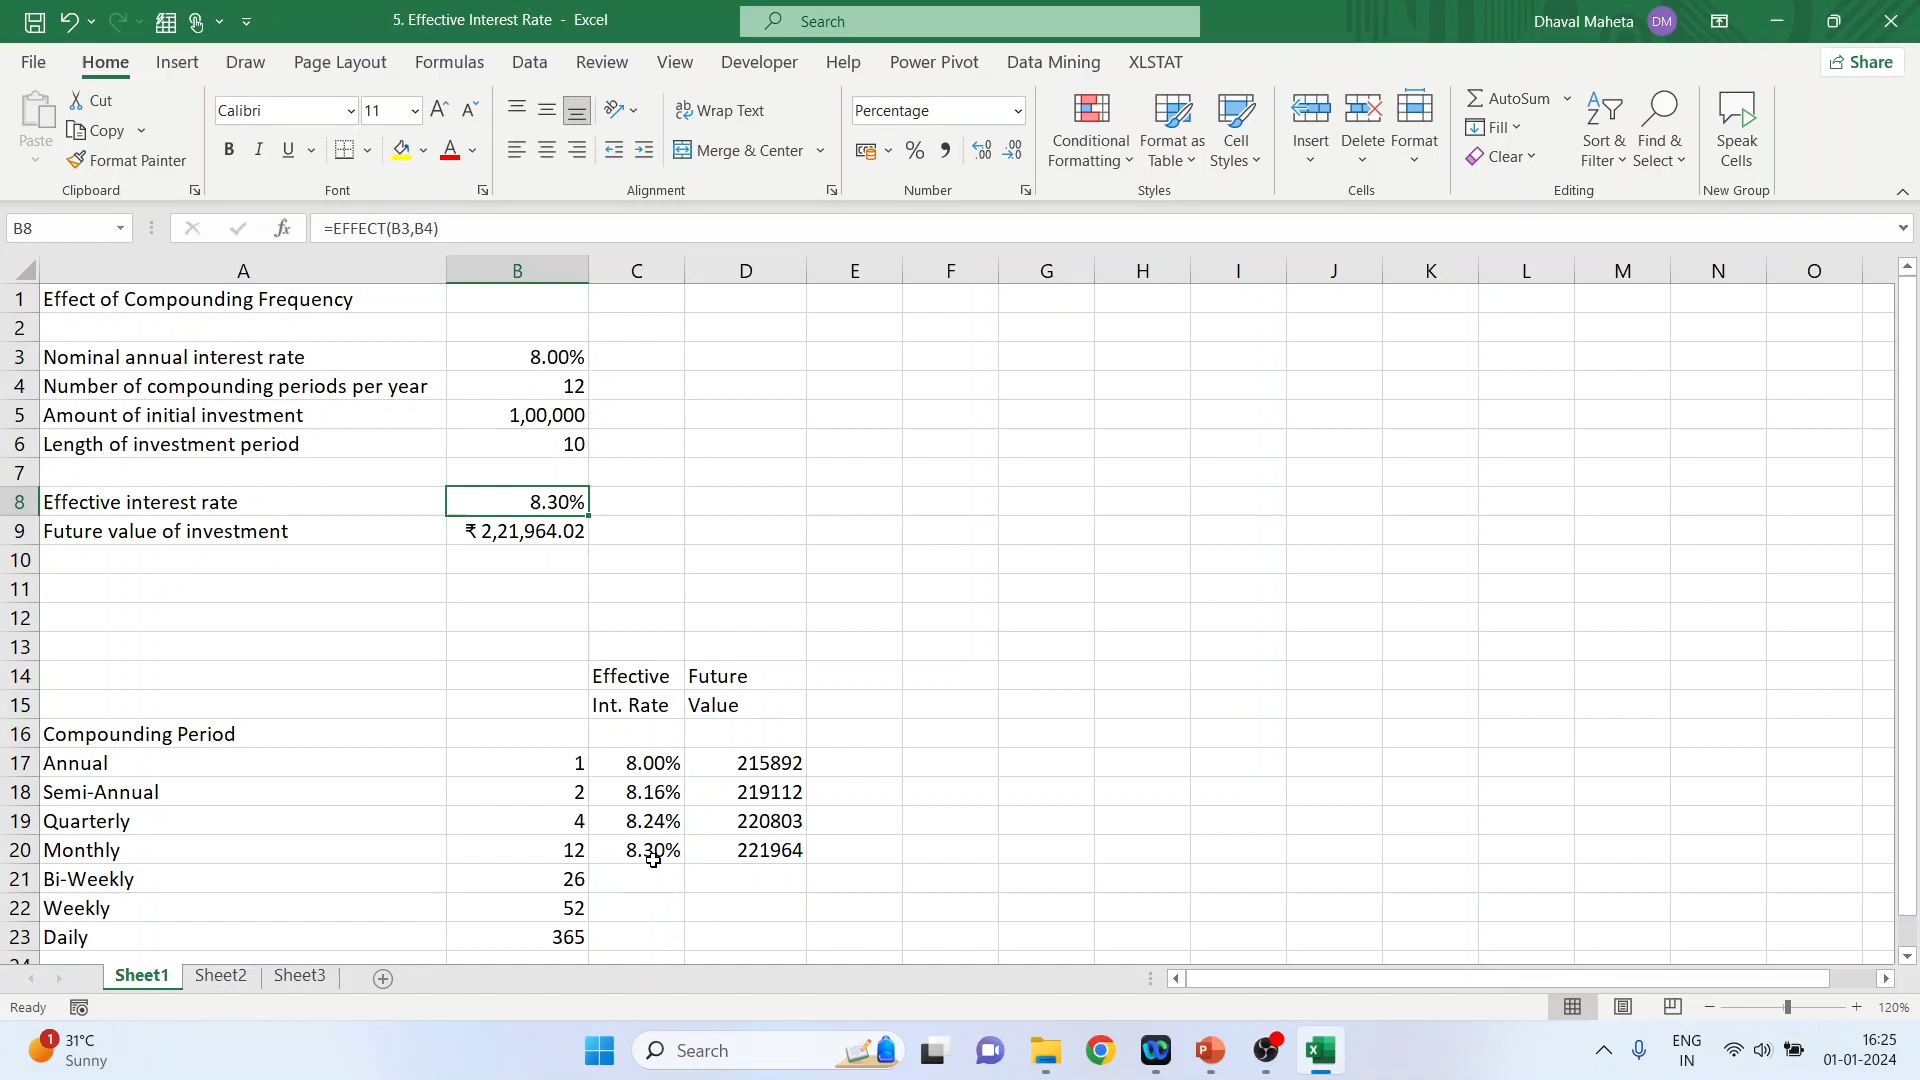 5. Effective Interest Rate - Excel
Search
Dhaval Maheta DM
File Home Insert Draw Page Layout Formulas Data Review View Developer Help Power Pivot Data Mining XLSTAT Share
Paste
Cut
Copy
Format Painter
Clipboard
Calibri 11
B I U
Font
Wrap Text
Merge & Center
Alignment
Percentage
Number
Conditional Formatting
Format as Table
Cell Styles
Styles
Insert Delete Format
Cells
AutoSum
Fill
Clear
Sort & Filter
Find & Select
Editing
Speak Cells
New Group
B8 fx =EFFECT(B3,B4)
A B C D E F G H I J K L M N O
1 Effect of Compounding Frequency
2
3 Nominal annual interest rate 8.00%
4 Number of compounding periods per year 12
5 Amount of initial investment 1,00,000
6 Length of investment period 10
7
8 Effective interest rate 8.30%
9 Future value of investment ₹ 2,21,964.02
10
11
12
13
14 Effective Future
15 Int. Rate Value
16 Compounding Period
17 Annual 1 8.00% 215892
18 Semi-Annual 2 8.16% 219112
19 Quarterly 4 8.24% 220803
20 Monthly 12 8.30% 221964
21 Bi-Weekly 26
22 Weekly 52
23 Daily 365
24
Sheet1 Sheet2 Sheet3
Ready 120%
1 31°C
Sunny
Search
ENG
IN
16:25
01-01-2024